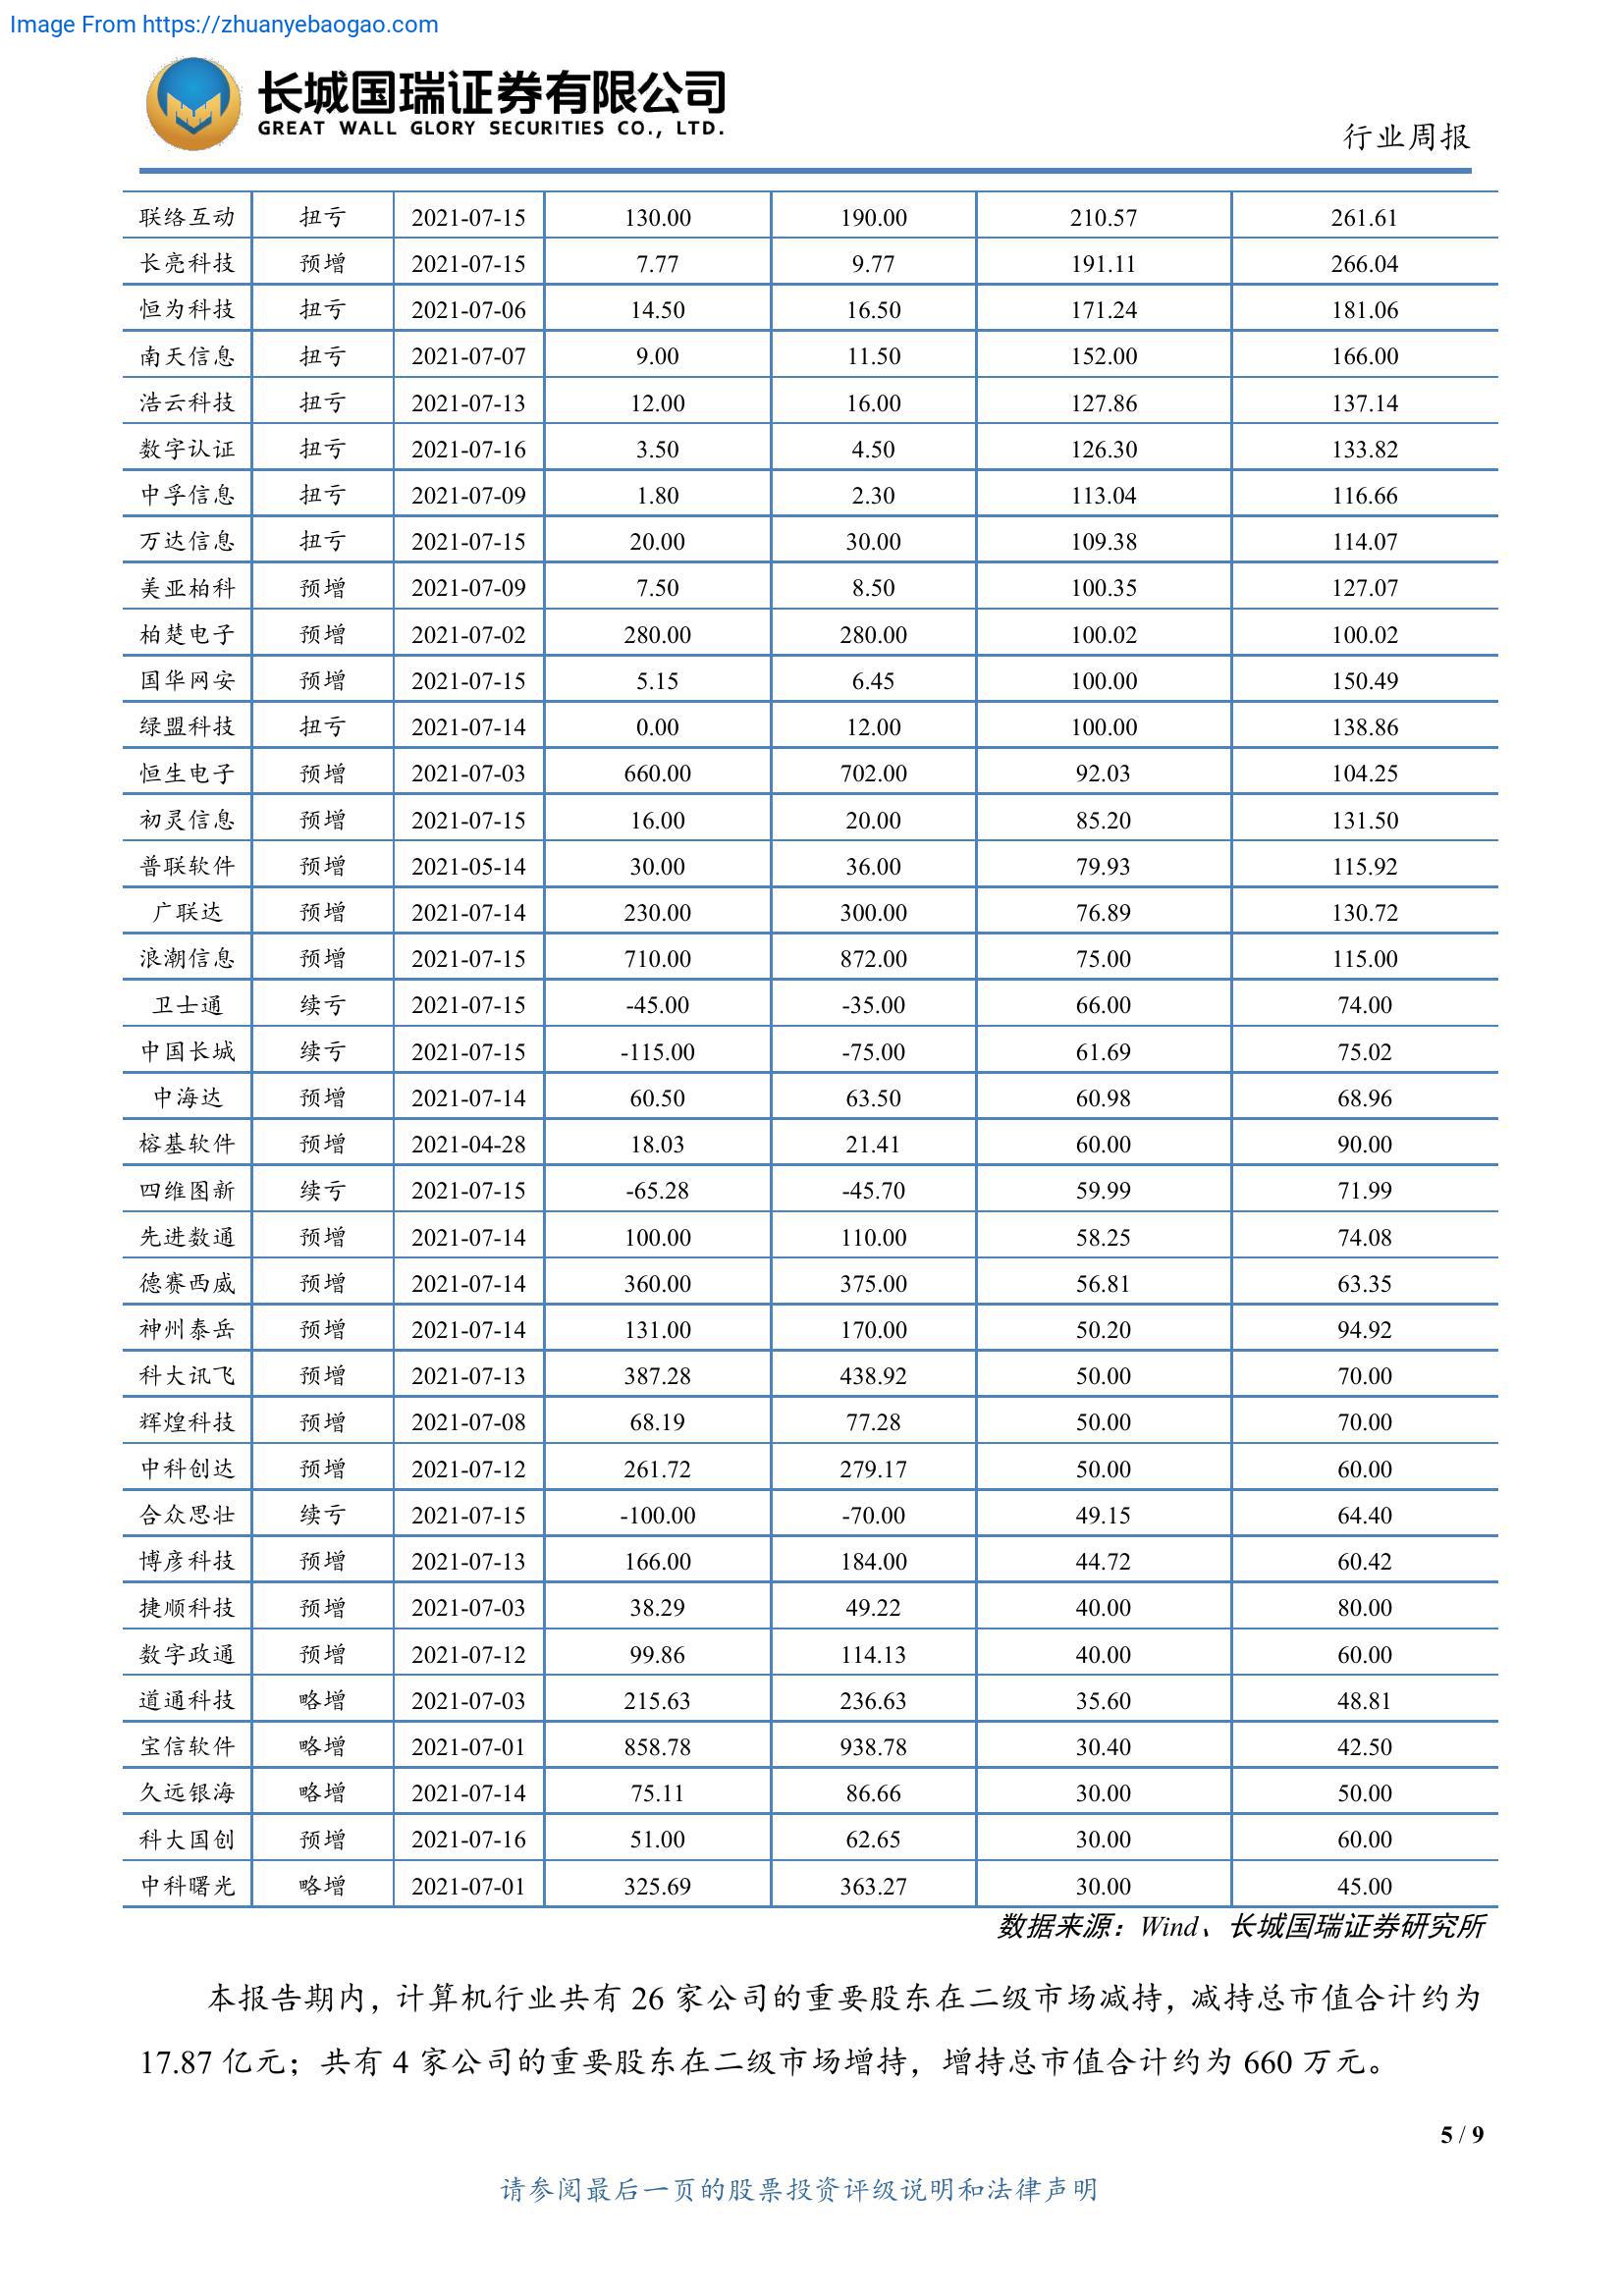 Image From https://zhuanyebaogao.com
长城国瑞证券有限公司
GREAT WALL GLORY SECURITIES CO., LTD.
行业周报
联络互动 扭亏 2021-07-15 130.00 190.00 210.57 261.61
长亮科技 预增 2021-07-15 7.77 9.77 191.11 266.04
恒为科技 扭亏 2021-07-06 14.50 16.50 171.24 181.06
南天信息 扭亏 2021-07-07 9.00 11.50 152.00 166.00
浩云科技 扭亏 2021-07-13 12.00 16.00 127.86 137.14
数字认证 扭亏 2021-07-16 3.50 4.50 126.30 133.82
中孚信息 扭亏 2021-07-09 1.80 2.30 113.04 116.66
万达信息 扭亏 2021-07-15 20.00 30.00 109.38 114.07
美亚柏科 预增 2021-07-09 7.50 8.50 100.35 127.07
柏楚电子 预增 2021-07-02 280.00 280.00 100.02 100.02
国华网安 预增 2021-07-15 5.15 6.45 100.00 150.49
绿盟科技 扭亏 2021-07-14 0.00 12.00 100.00 138.86
恒生电子 预增 2021-07-03 660.00 702.00 92.03 104.25
初灵信息 预增 2021-07-15 16.00 20.00 85.20 131.50
普联软件 预增 2021-05-14 30.00 36.00 79.93 115.92
广联达 预增 2021-07-14 230.00 300.00 76.89 130.72
浪潮信息 预增 2021-07-15 710.00 872.00 75.00 115.00
卫士通 续亏 2021-07-15 -45.00 -35.00 66.00 74.00
中国长城 续亏 2021-07-15 -115.00 -75.00 61.69 75.02
中海达 预增 2021-07-14 60.50 63.50 60.98 68.96
榕基软件 预增 2021-04-28 18.03 21.41 60.00 90.00
四维图新 续亏 2021-07-15 -65.28 -45.70 59.99 71.99
先进数通 预增 2021-07-14 100.00 110.00 58.25 74.08
德赛西威 预增 2021-07-14 360.00 375.00 56.81 63.35
神州泰岳 预增 2021-07-14 131.00 170.00 50.20 94.92
科大讯飞 预增 2021-07-13 387.28 438.92 50.00 70.00
辉煌科技 预增 2021-07-08 68.19 77.28 50.00 70.00
中科创达 预增 2021-07-12 261.72 279.17 50.00 60.00
合众思壮 续亏 2021-07-15 -100.00 -70.00 49.15 64.40
博彦科技 预增 2021-07-13 166.00 184.00 44.72 60.42
捷顺科技 预增 2021-07-03 38.29 49.22 40.00 80.00
数字政通 预增 2021-07-12 99.86 114.13 40.00 60.00
道通科技 略增 2021-07-03 215.63 236.63 35.60 48.81
宝信软件 略增 2021-07-01 858.78 938.78 30.40 42.50
久远银海 略增 2021-07-14 75.11 86.66 30.00 50.00
科大国创 预增 2021-07-16 51.00 62.65 30.00 60.00
中科曙光 略增 2021-07-01 325.69 363.27 30.00 45.00
数据来源：Wind、长城国瑞证券研究所
本报告期内，计算机行业共有 26 家公司的重要股东在二级市场减持，减持总市值合计约为
17.87 亿元；共有 4 家公司的重要股东在二级市场增持，增持总市值合计约为 660 万元。
5 / 9
请参阅最后一页的股票投资评级说明和法律声明